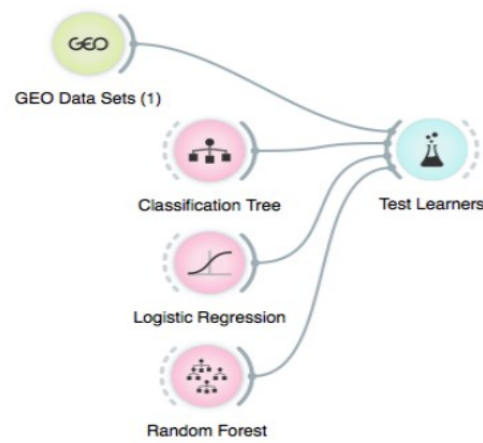 GEO
GEO Data Sets (1)
Classification Tree
Test Learners
Logistic Regression
Random Forest